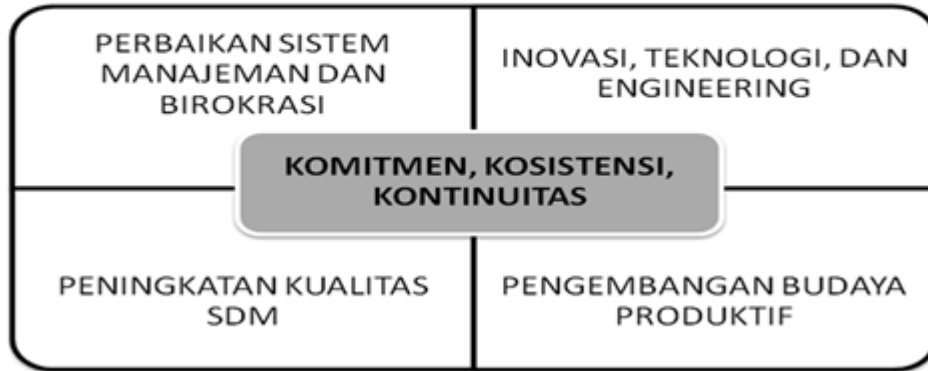 PERBAIKAN SISTEM
MANAJEMAN DAN
BIROKRASI
INOVASI, TEKNOLOGI, DAN
ENGINEERING
KOMITMEN, KOSISTENSI,
KONTINUITAS
PENINGKATAN KUALITAS
SDM
PENGEMBANGAN BUDAYA
PRODUKTIF